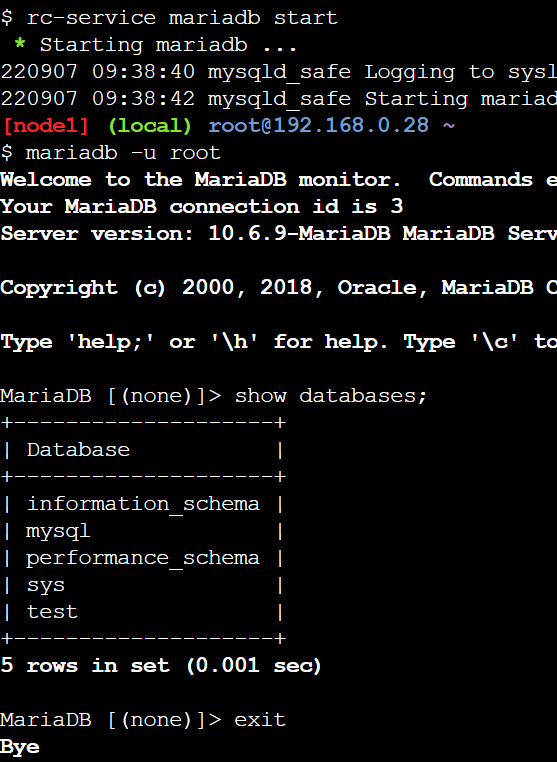 $ rc-service mariadb start
 * Starting mariadb ...
220907 09:38:40 mysqld_safe Logging to sysl
220907 09:38:42 mysqld_safe Starting mariad
[node1] (local) root@192.168.0.28 ~
$ mariadb -u root
Welcome to the MariaDB monitor.  Commands e
Your MariaDB connection id is 3
Server version: 10.6.9-MariaDB MariaDB Serv
Copyright (c) 2000, 2018, Oracle, MariaDB C
Type 'help;' or '\h' for help. Type '\c' to
MariaDB [(none)]> show databases;
+--------------------+
| Database           |
+--------------------+
| information_schema |
| mysql              |
| performance_schema |
| sys                |
| test               |
+--------------------+
5 rows in set (0.001 sec)
MariaDB [(none)]> exit
Bye